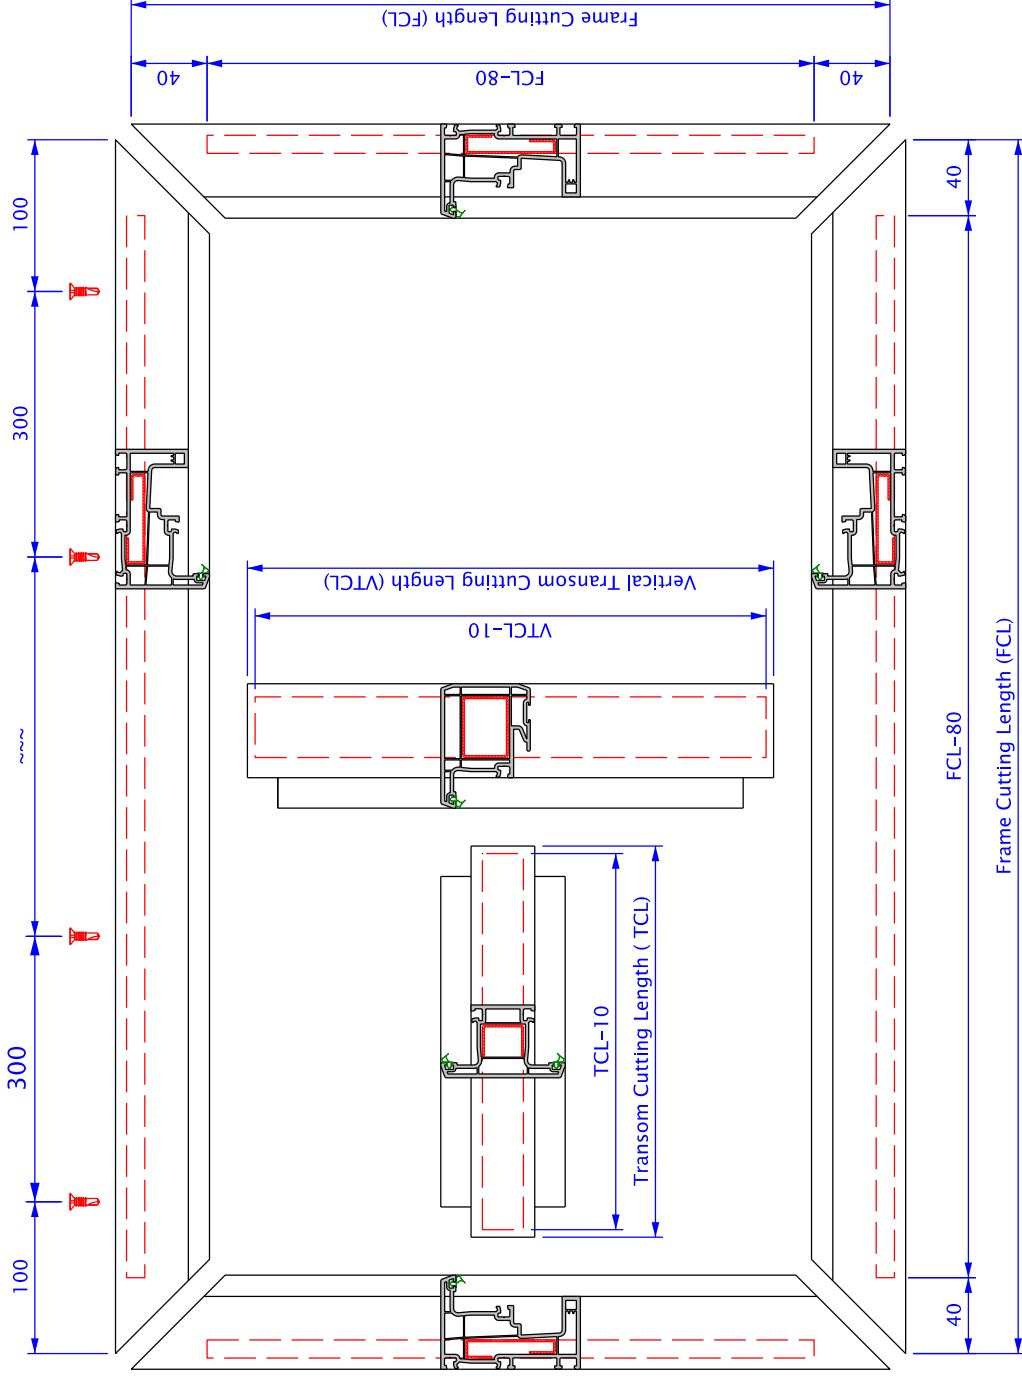 Frame Cutting Length (FCL)
40
FCL-80
40
100
300
~~~
300
100
40
FCL-80
40
Frame Cutting Length (FCL)
Vertical Transom Cutting Length (VTCL)
VTCL-10
TCL-10
Transom Cutting Length ( TCL)